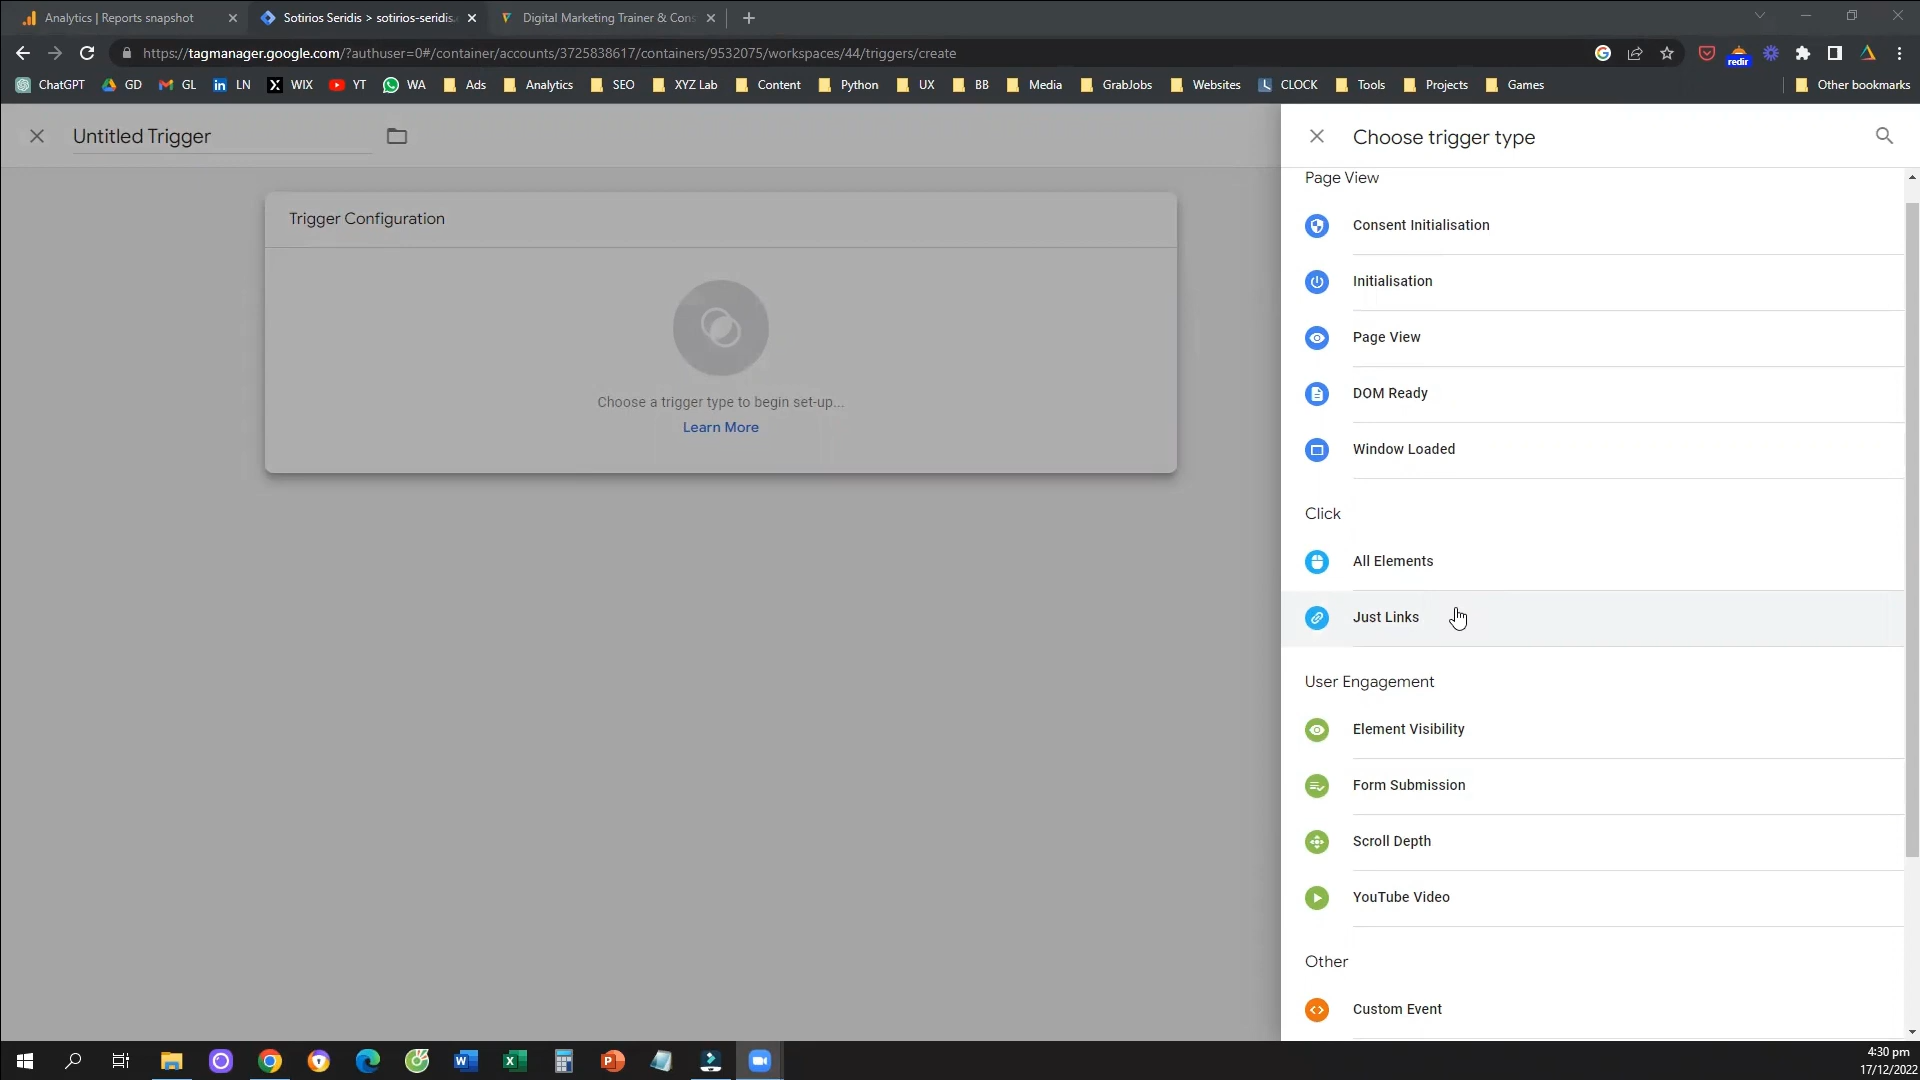 Analytics | Reports snapshot
Sotirios Seridis > sotirios-seridis.
Digital Marketing Trainer & Cons
https://tagmanager.google.com/?authuser=0#/container/accounts/3725838617/containers/9532075/workspaces/44/triggers/create
redir
ChatGPT GD GL LN WIX YT WA Ads Analytics SEO XYZ Lab Content Python UX BB Media GrabJobs Websites CLOCK Tools Projects Games Other bookmarks
Untitled Trigger
Choose trigger type
Trigger Configuration
Choose a trigger type to begin set-up...
Learn More
Page View
Consent Initialisation
Initialisation
Page View
DOM Ready
Window Loaded
Click
All Elements
Just Links
User Engagement
Element Visibility
Form Submission
Scroll Depth
YouTube Video
Other
Custom Event
4:30 pm
17/12/2022